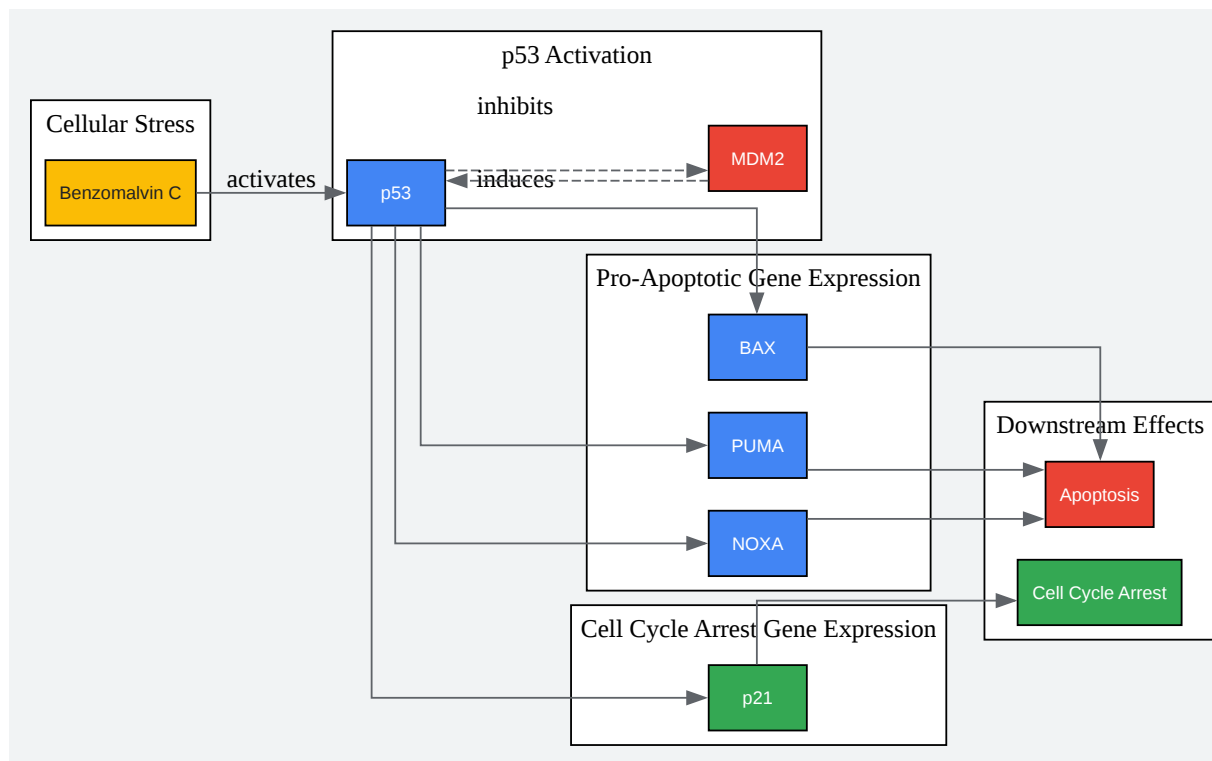 p53 Activation
inhibits
Cellular Stress
MDM2
Benzomalvin C
activates
p53
induces
Pro-Apoptotic Gene Expression
BAX
Downstream Effects
PUMA
Apoptosis
NOXA
Cell Cycle Arrest
Cell Cycle Arrest Gene Expression
p21